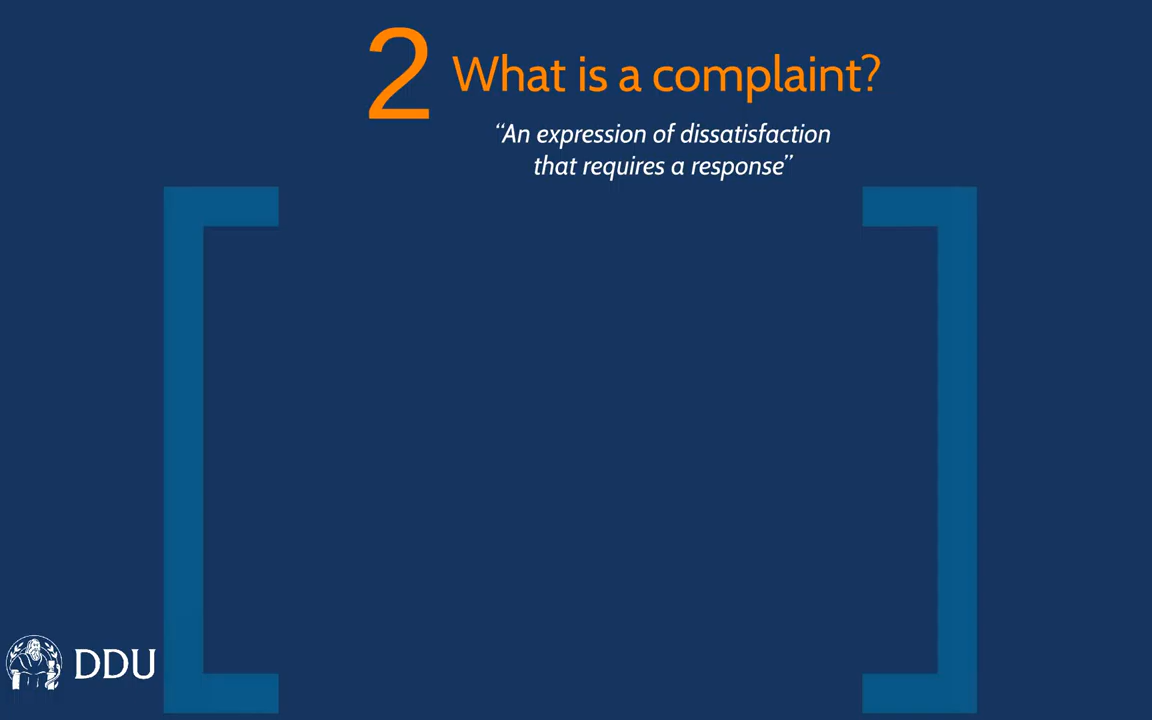 2 What is a complaint?
“An expression of dissatisfaction
that requires a response”
DDU